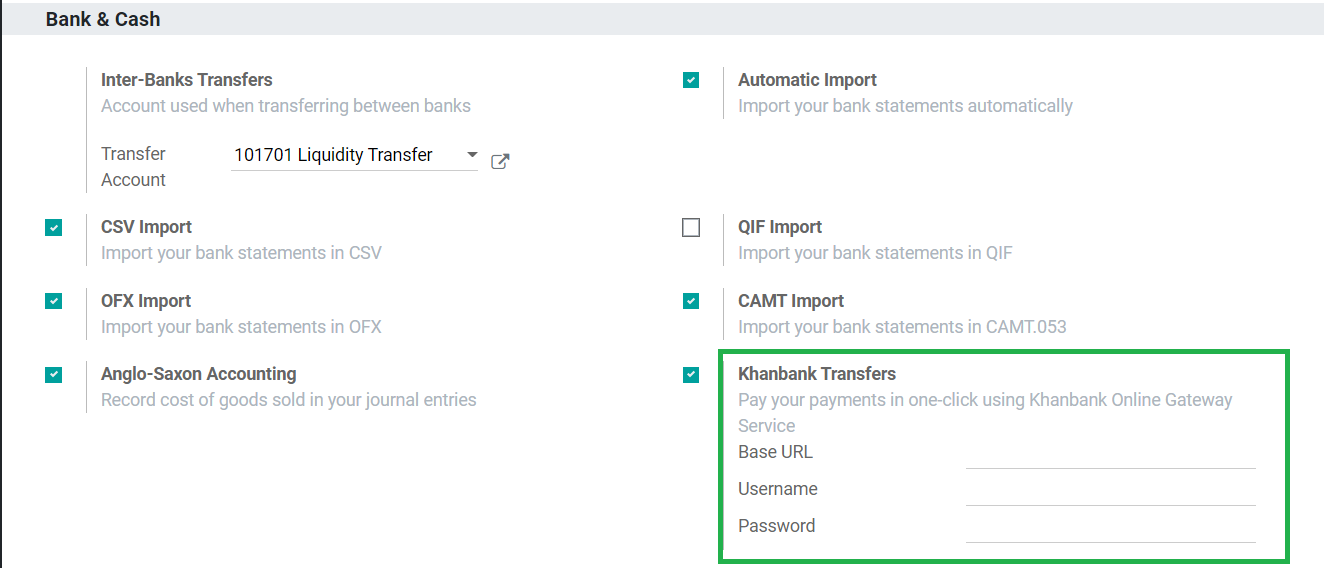 Bank & Cash
Inter-Banks Transfers
Account used when transferring between banks
Transfer
Account
101701 Liquidity Transfer
Automatic Import
Import your bank statements automatically
CSV Import
Import your bank statements in CSV
QIF Import
Import your bank statements in QIF
OFX Import
Import your bank statements in OFX
CAMT Import
Import your bank statements in CAMT.053
Anglo-Saxon Accounting
Record cost of goods sold in your journal entries
Khanbank Transfers
Pay your payments in one-click using Khanbank Online Gateway
Service
Base URL
Username
Password